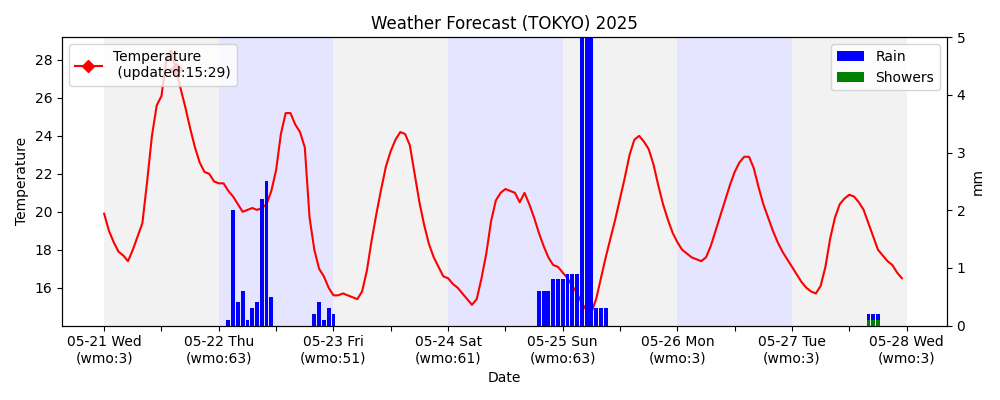 Weather Forecast (TOKYO) 2025
Temperature
(updated:15:29)
Rain
Showers
Temperature
28
26
24
22
20
18
16
5
4
3
2
1
0
mm
05-21 Wed
(wmo:3)
05-22 Thu
(wmo:63)
05-23 Fri
(wmo:51)
05-24 Sat
(wmo:61)
05-25 Sun
(wmo:63)
05-26 Mon
(wmo:3)
05-27 Tue
(wmo:3)
05-28 Wed
(wmo:3)
Date